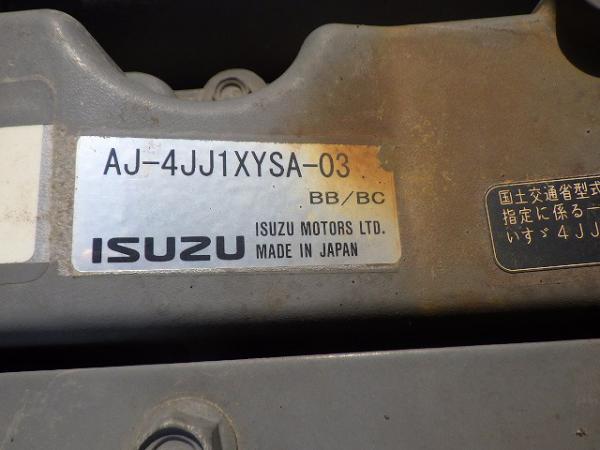 AJ-4JJ1XYSA-03
BB/BC
ISUZU
ISUZU MOTORS LTD.
MADE IN JAPAN
国土交通省型式
指定に係る一
いすゞ4JJ